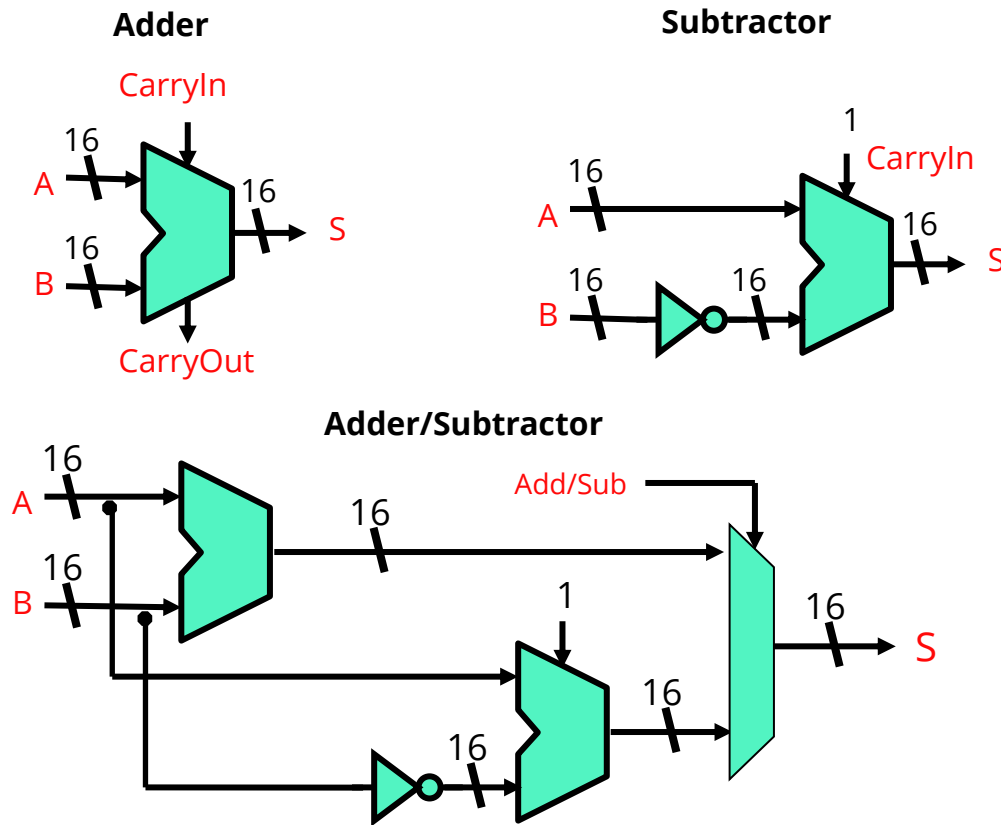 Adder
CarryIn
16
A
16
S
16
B
CarryOut
Subtractor
1
CarryIn
16
A
16
S
16
B
16
Adder/Subtractor
16
A
16
B
16
Add/Sub
1
16
16
16
S